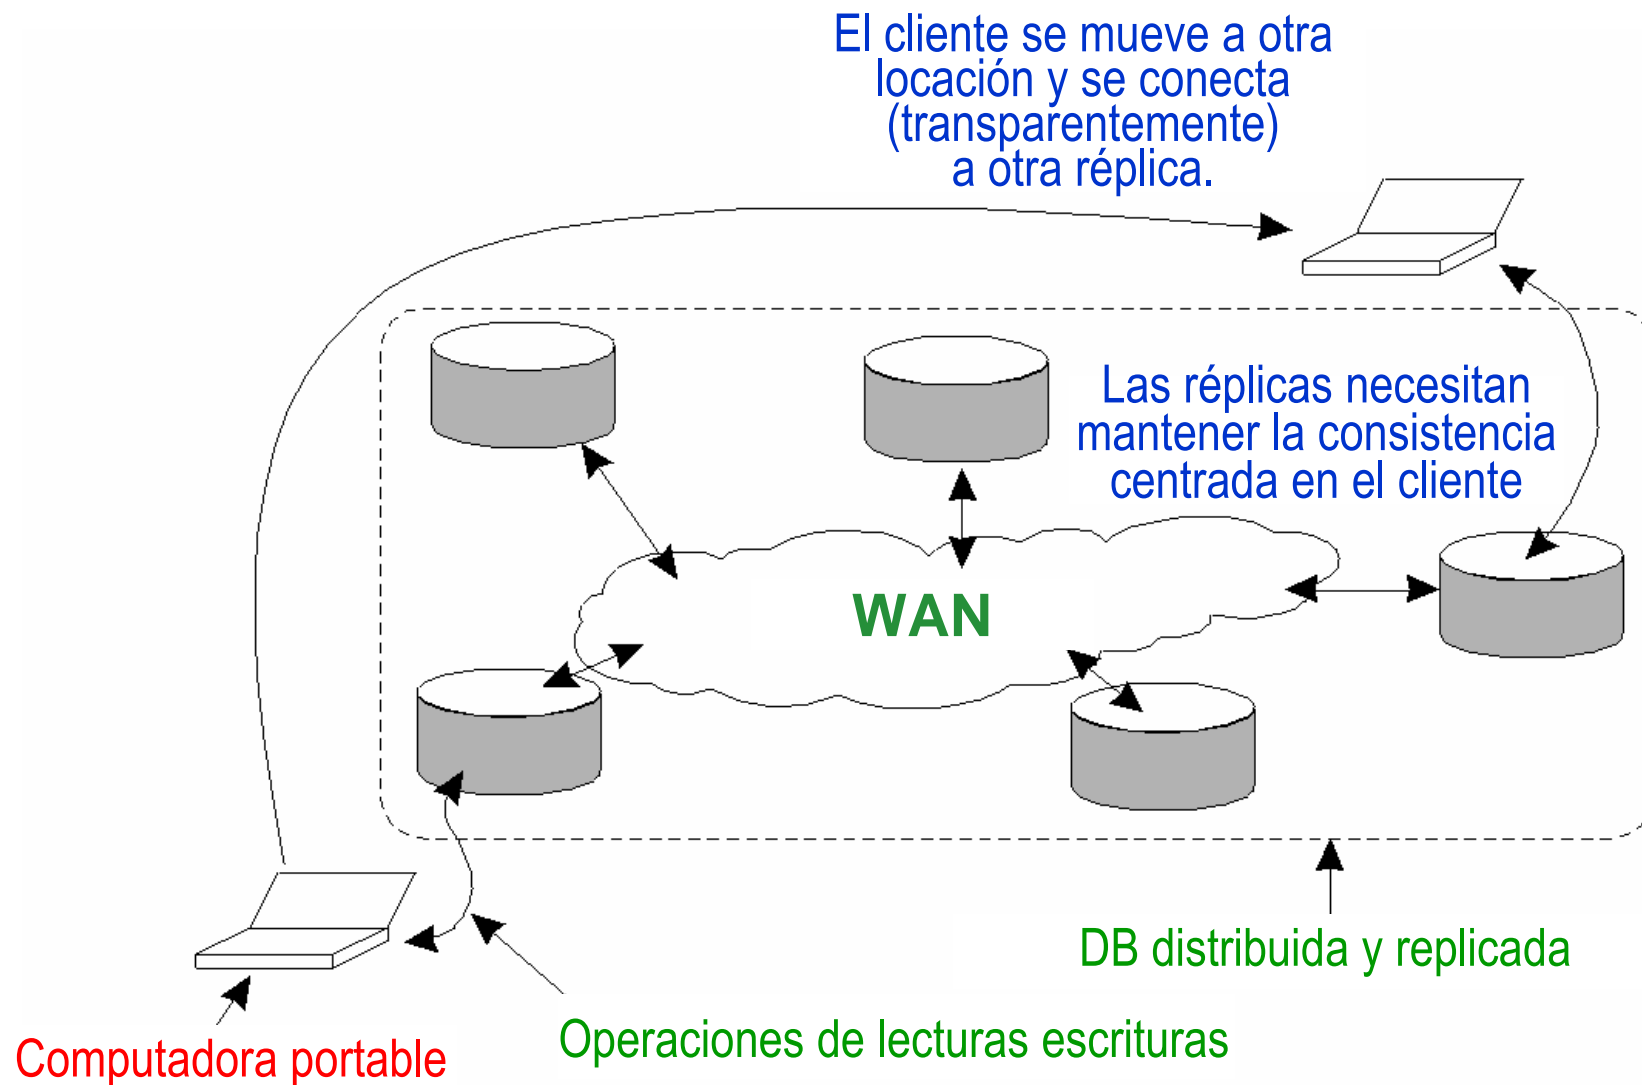 El cliente se mueve a otra
locación y se conecta
(transparentemente)
a otra réplica.
Las réplicas necesitan
mantener la consistencia
centrada en el cliente
WAN
DB distribuida y replicada
Operaciones de lecturas escrituras
Computadora portable